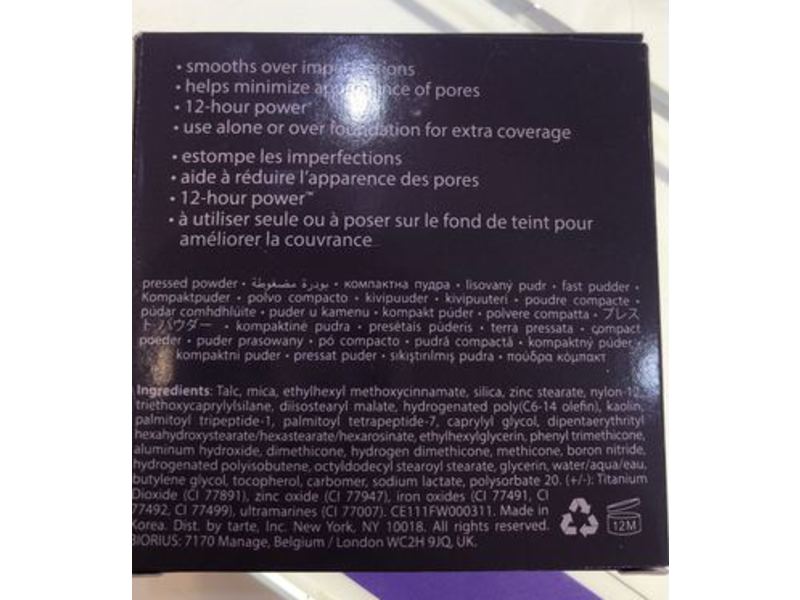 • smooths over imperfections
• helps minimize appearance of pores
• 12-hour power
• use alone or over foundation for extra coverage
• estompe les imperfections
• aide à réduire l'apparence des pores
• 12-hour power™
• à utiliser seule ou à poser sur le fond de teint pour
améliorer la couvrance
pressed powder • بودرة مضغوطة • компактна пудра • lisovaný pudr • fast pudder •
Kompaktpuder • polvo compacto • kivipuuder • kivipuuteri • poudre compacte •
púdar comhdhlúite • puder u kamenu • kompakt púder • polvere compatta • プレス
ト パウダー • kompaktinė pudra • presētais pūderis • terra pressata • compact
poeder • puder prasowany • pó compacto • pudră compactă • kompaktný púder •
kompaktni puder • pressat puder • sıkıştırılmış pudra • πούδρα κόμπακτ
Ingredients: Talc, mica, ethylhexyl methoxycinnamate, silica, zinc stearate, nylon-12,
triethoxycaprylylsilane, diisostearyl malate, hydrogenated poly(C6-14 olefin), kaolin,
palmitoyl tripeptide-1, palmitoyl tetrapeptide-7, caprylyl glycol, dipentaerythrityl
hexahydroxystearate/hexastearate/hexarosinate, ethylhexylglycerin, phenyl trimethicone,
aluminum hydroxide, dimethicone, hydrogen dimethicone, methicone, boron nitride,
hydrogenated polyisobutene, octyldodecyl stearoyl stearate, glycerin, water/aqua/eau,
butylene glycol, tocopherol, carbomer, sodium lactate, polysorbate 20. (+/-): Titanium
Dioxide (CI 77891), zinc oxide (CI 77947), iron oxides (CI 77491, CI
77492, CI 77499), ultramarines (CI 77007). CE111FW000311. Made in
Korea. Dist. by tarte, Inc. New York, NY 10018. All rights reserved.
BIORIUS: 7170 Manage, Belgium / London WC2H 9JQ, UK.
12M